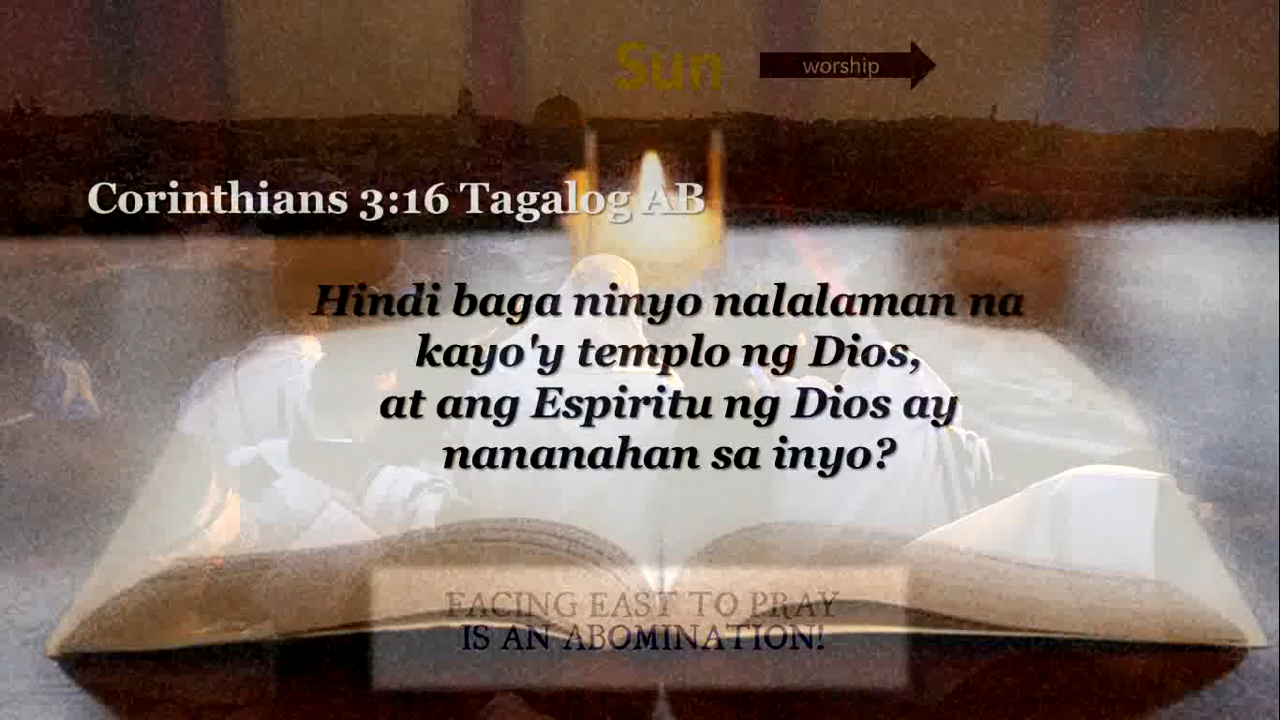 Sun
worship
Corinthians 3:16 Tagalog AB
Hindi baga ninyo nalalaman na
kayo'y templo ng Dios,
at ang Espiritu ng Dios ay
nananahan sa inyo?
FACING EAST TO PRAY
IS AN ABOMINATION!